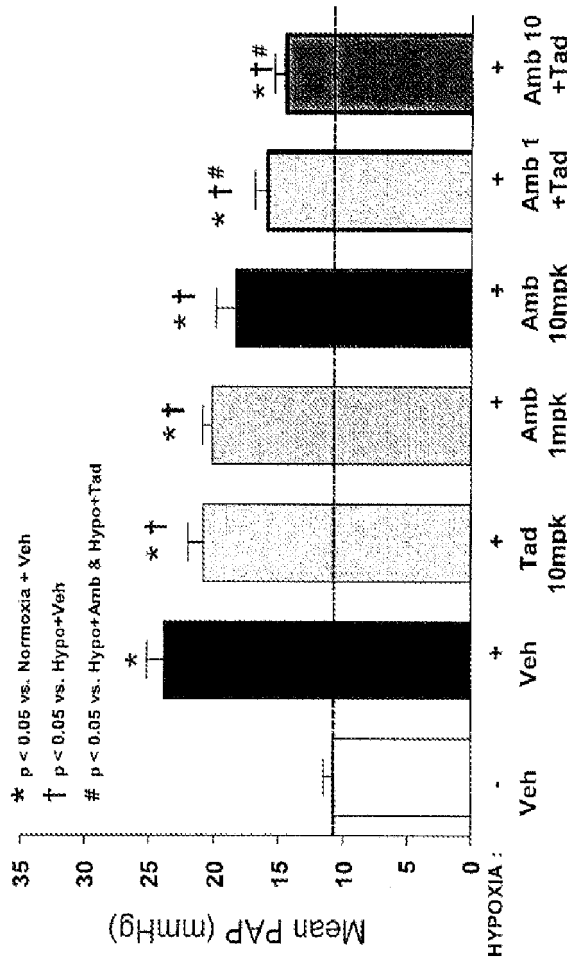 * p < 0.05 vs. Normoxia + Veh
† p < 0.05 vs. Hypo+Veh
# p < 0.05 vs. Hypo+Amb & Hypo+Tad
Mean PAP (mmHg)
35
30
25
20
15
10
5
0
*
*†
*†
*†
*†#
*†#
HYPOXIA : - + + + + + +
Veh Veh Tad Amb Amb Amb 1 Amb 10
10mpk 1mpk 10mpk +Tad +Tad